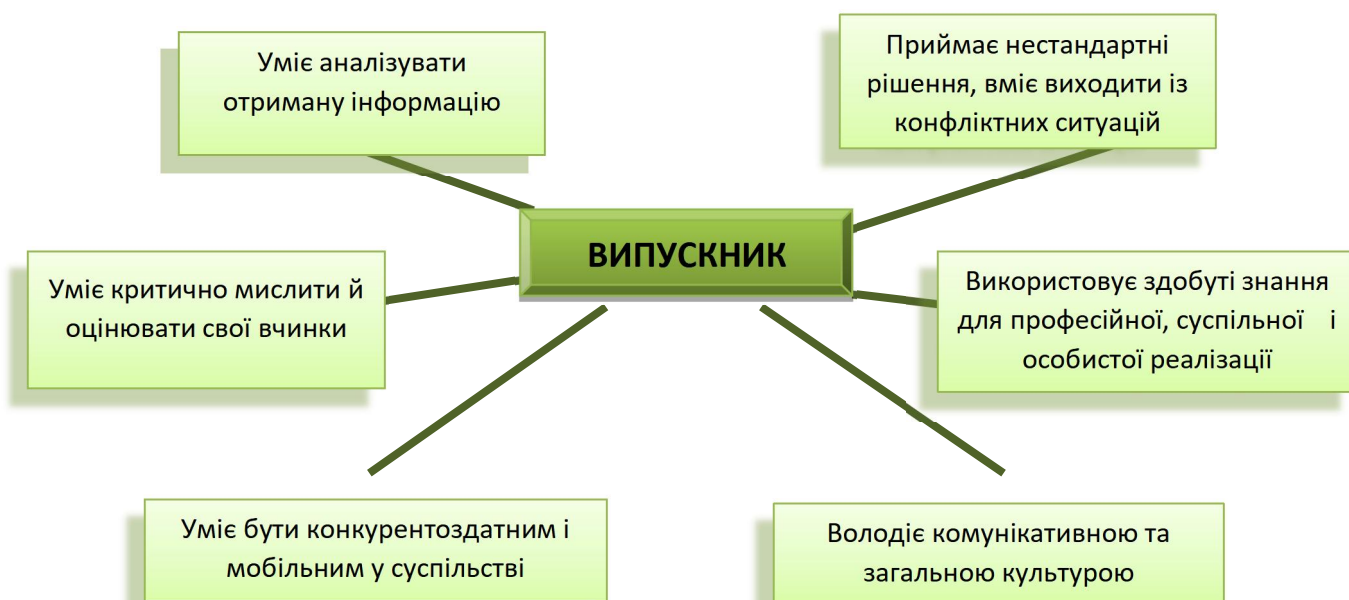 Уміє аналізувати
отриману інформацію
Приймає нестандартні
рішення, вміє виходити із
конфліктних ситуацій
ВИПУСКНИК
Уміє критично мислити й
оцінювати свої вчинки
Використовує здобуті знання
для професійної, суспільної і
особистої реалізації
Уміє бути конкурентоздатним і
мобільним у суспільстві
Володіє комунікативною та
загальною культурою